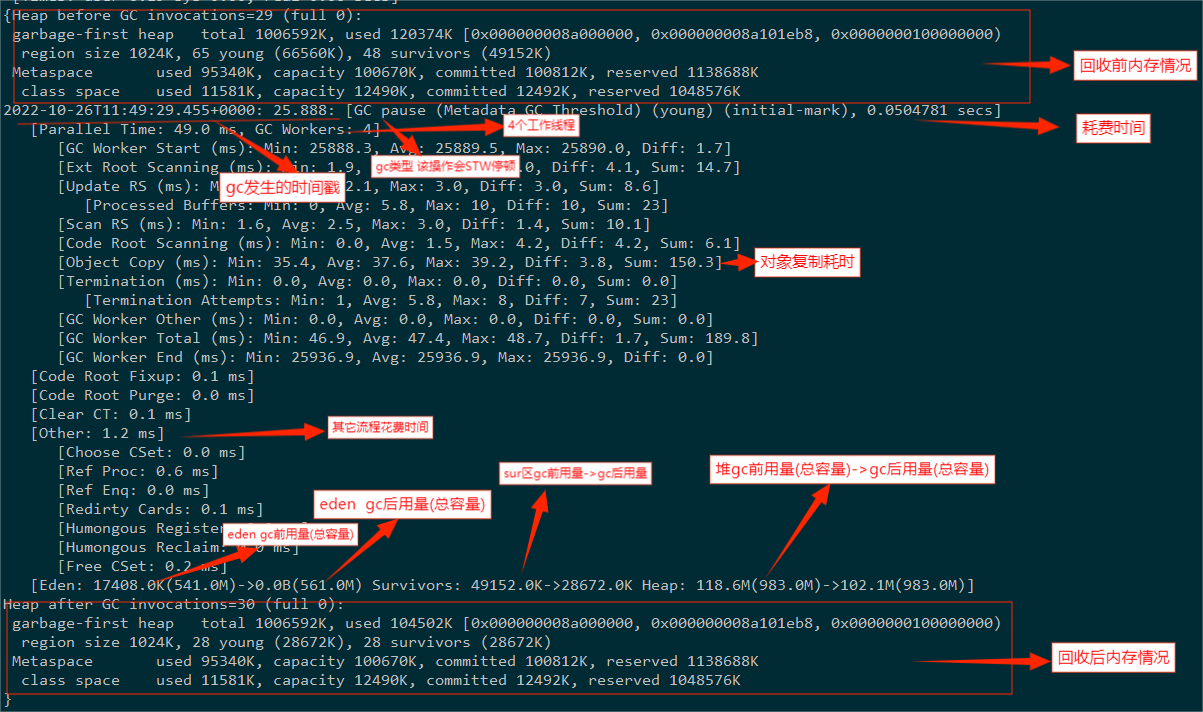 {Heap before GC invocations=29 (full 0):
garbage-first heap   total 1006592K, used 120374K [0x000000008a000000, 0x000000008a101eb8, 0x0000000100000000)
region size 1024K, 65 young (66560K), 48 survivors (49152K)
Metaspace       used 95340K, capacity 100670K, committed 100812K, reserved 1138688K
回收前内存情况
class space    used 11581K, capacity 12490K, committed 12492K, reserved 1048576K
2022-10-26T11:49:29.455+0000: 25.888: [GC pause (Metadata GC Threshold) (young) (initial-mark), 0.0504781 secs]
耗费时间
[Parallel Time: 49.0 ms, GC Workers: 4]
4个工作线程
[GC Worker Start (ms): Min: 25888.3, Avg: 25889.5, Max: 25890.0, Diff: 1.7]
[Ext Root Scanning (ms): Min: 1.9, .0, Diff: 4.1, Sum: 14.7]
gc类型 该操作会STW停顿
[Update RS (ms): 2.1, Max: 3.0, Diff: 3.0, Sum: 8.6]
gc发生的时间戳
[Processed Buffers: Min: 0, Avg: 5.8, Max: 10, Diff: 10, Sum: 23]
[Scan RS (ms): Min: 1.6, Avg: 2.5, Max: 3.0, Diff: 1.4, Sum: 10.1]
[Code Root Scanning (ms): Min: 0.0, Avg: 1.5, Max: 4.2, Diff: 4.2, Sum: 6.1]
[Object Copy (ms): Min: 35.4, Avg: 37.6, Max: 39.2, Diff: 3.8, Sum: 150.3]
对象复制耗时
[Termination (ms): Min: 0.0, Avg: 0.0, Max: 0.0, Diff: 0.0, Sum: 0.0]
[Termination Attempts: Min: 1, Avg: 5.8, Max: 8, Diff: 7, Sum: 23]
[GC Worker Other (ms): Min: 0.0, Avg: 0.0, Max: 0.0, Diff: 0.0, Sum: 0.0]
[GC Worker Total (ms): Min: 46.9, Avg: 47.4, Max: 48.7, Diff: 1.7, Sum: 189.8]
[GC Worker End (ms): Min: 25936.9, Avg: 25936.9, Max: 25936.9, Diff: 0.0]
[Code Root Fixup: 0.1 ms]
[Code Root Purge: 0.0 ms]
[Clear CT: 0.1 ms]
[Other: 1.2 ms]
其它流程花费时间
[Choose CSet: 0.0 ms]
[Ref Proc: 0.6 ms]
sur区gc前用量->gc后用量
堆gc前用量(总容量)->gc后用量(总容量)
[Ref Enq: 0.0 ms]
[Redirty Cards: 0.1 ms]
eden gc后用量(总容量)
[Humongous Register
eden gc前用量(总容量)
[Humongous Reclaim: 0.0 ms]
[Free CSet: 0.2 ms]
[Eden: 17408.0K(541.0M)->0.0B(561.0M) Survivors: 49152.0K->28672.0K Heap: 118.6M(983.0M)->102.1M(983.0M)]
Heap after GC invocations=30 (full 0):
garbage-first heap   total 1006592K, used 104502K [0x000000008a000000, 0x000000008a101eb8, 0x0000000100000000)
region size 1024K, 28 young (28672K), 28 survivors (28672K)
Metaspace       used 95340K, capacity 100670K, committed 100812K, reserved 1138688K
回收后内存情况
class space    used 11581K, capacity 12490K, committed 12492K, reserved 1048576K
}